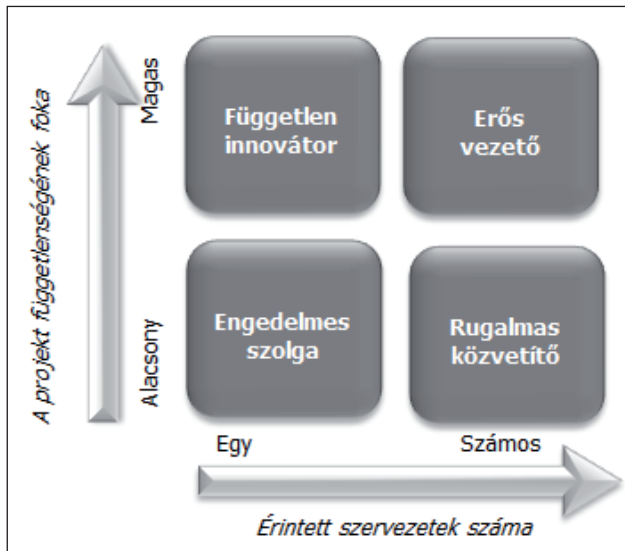 A projekt függetlenségének foka
Magas
Alacsony
Független
innovátor
Erős
vezető
Engedelmes
szolga
Rugalmas
közvetítő
Egy
Számos
Érintett szervezetek száma